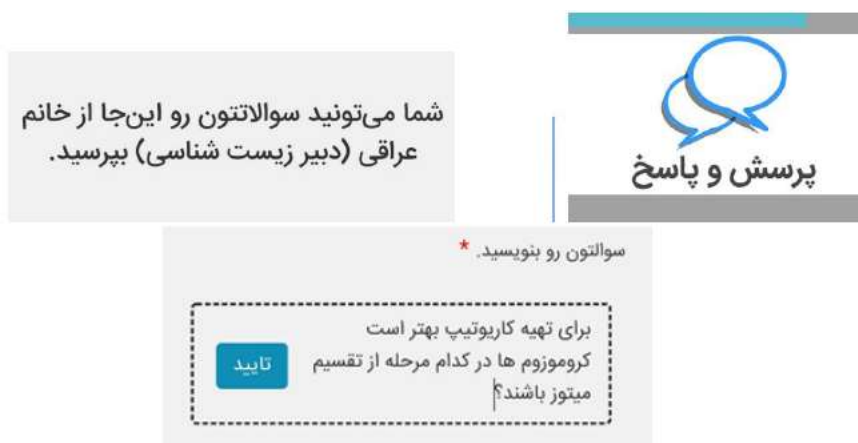 پرسش و پاسخ
شما می‌تونید سوالاتتون رو این‌جا از خانم
عراقی (دبیر زیست شناسی) بپرسید.
سوالتون رو بنویسید. *
برای تهیه کاریوتیپ بهتر است
کروموزوم ها در کدام مرحله از تقسیم
میتوز باشند؟
تایید